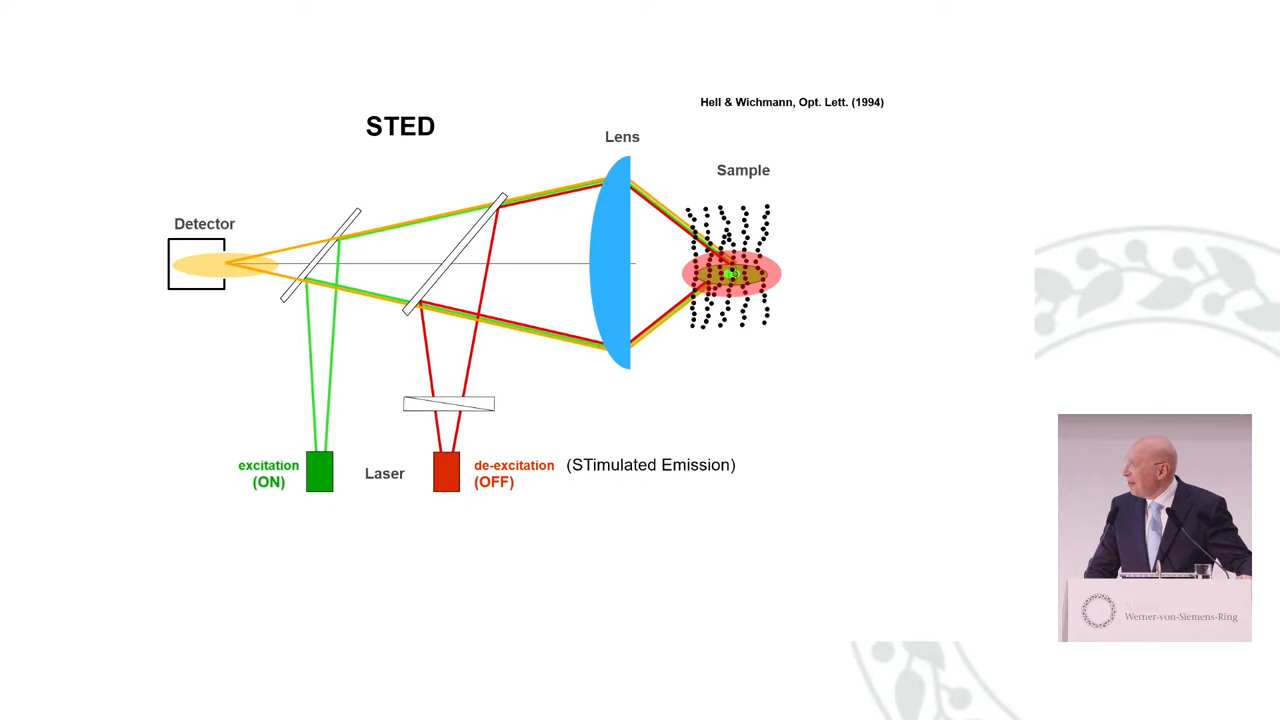 Hell & Wichmann, Opt. Lett. (1994)
STED
Lens
Sample
Detector
excitation
(ON)
Laser
de-excitation
(OFF)
(STimulated Emission)
Stiftung
Werner-von-Siemens-Ring